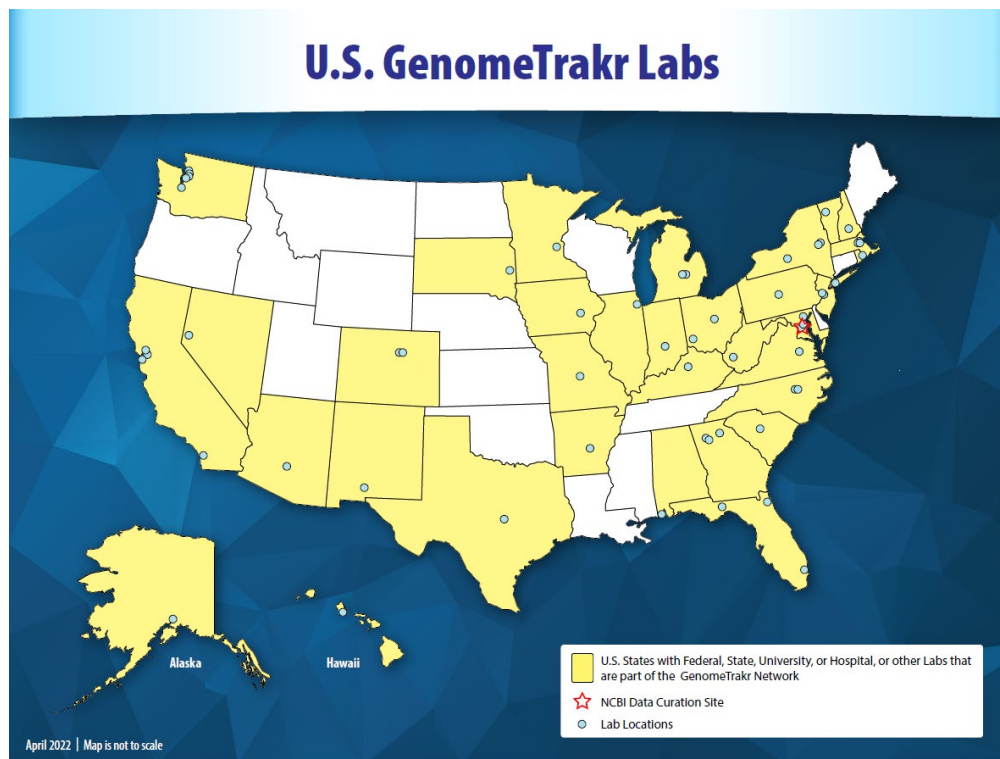 U.S. GenomeTrakr Labs
Alaska
Hawaii
U.S. States with Federal, State, University, or Hospital, or other Labs that
are part of the GenomeTrakr Network
NCBI Data Curation Site
Lab Locations
April 2022 | Map is not to scale